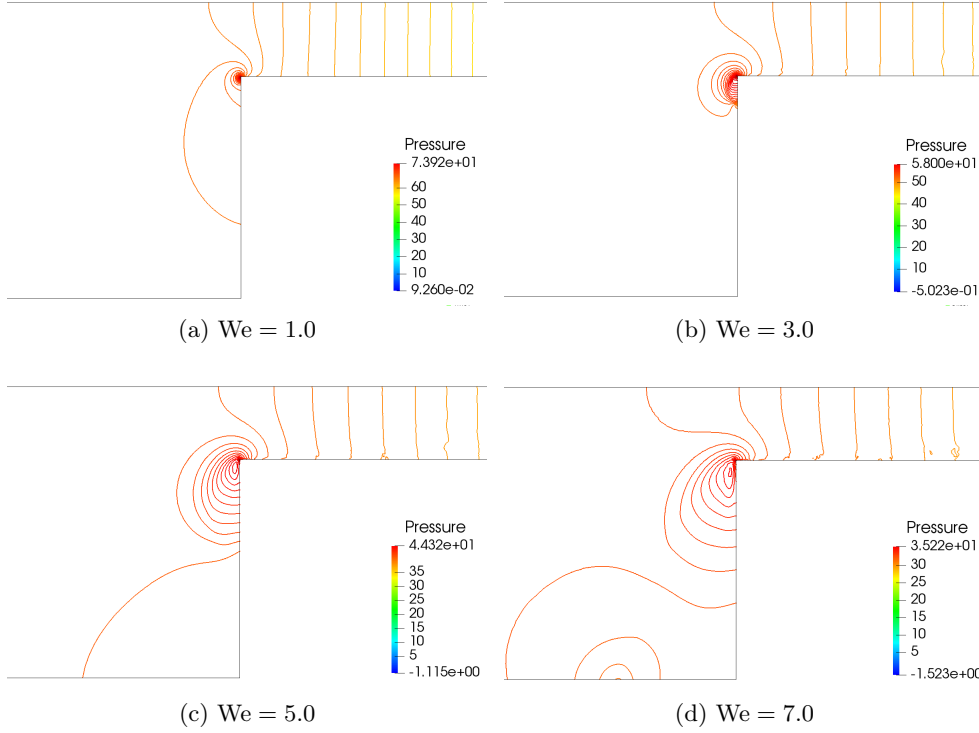 Pressure
7.392e+01
60
50
40
30
20
10
9.260e-02
(a) We = 1.0
Pressure
5.800e+01
50
40
30
20
10
-5.023e-01
(b) We = 3.0
Pressure
4.432e+01
35
30
25
20
15
10
5
-1.115e+00
(c) We = 5.0
Pressure
3.522e+01
30
25
20
15
10
5
-1.523e+00
(d) We = 7.0